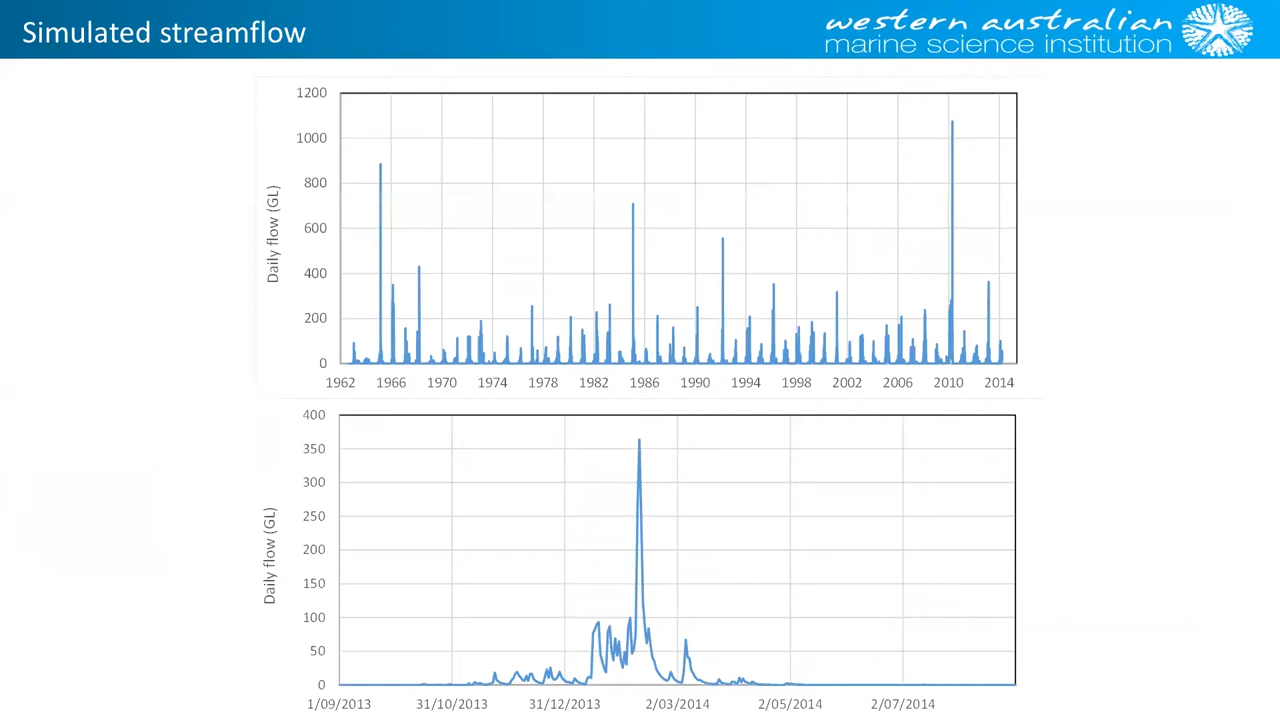 Simulated streamflow
western australian
marine science institution
1200
1000
800
600
400
200
0
Daily flow (GL)
1962 1966 1970 1974 1978 1982 1986 1990 1994 1998 2002 2006 2010 2014
400
350
300
250
200
150
100
50
0
Daily flow (GL)
1/09/2013 31/10/2013 31/12/2013 2/03/2014 2/05/2014 2/07/2014